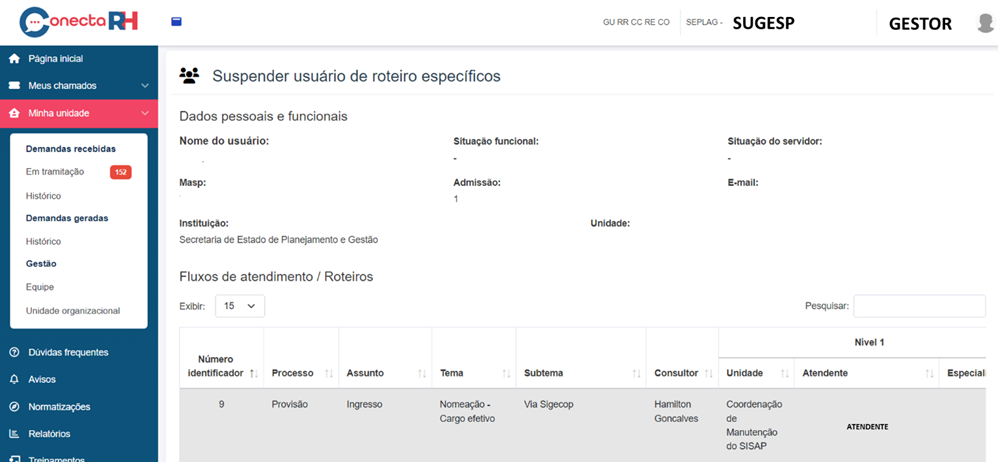 Conecta RH
GU RR CC RE CO
SEPLAG - SUGESP
GESTOR
Página inicial
Meus chamados
Minha unidade
Demandas recebidas
Em tramitação 152
Histórico
Demandas geradas
Histórico
Gestão
Equipe
Unidade organizacional
Dúvidas frequentes
Avisos
Normatizações
Relatórios
Treinamentos
Suspender usuário de roteiro específicos
Dados pessoais e funcionais
Nome do usuário: Situação funcional: Situação do servidor:
- -
Masp: Admissão: E-mail:
1
Instituição: Unidade:
Secretaria de Estado de Planejamento e Gestão
Fluxos de atendimento / Roteiros
Exibir: 15 Pesquisar:
Nível 1
Número
identificador Processo Assunto Tema Subtema Consultor Unidade Atendente Especial
9 Provisão Ingresso Nomeação - Via Sigecop Hamilton Coordenação
Cargo efetivo Goncalves de
Manutenção ATENDENTE
do SISAP